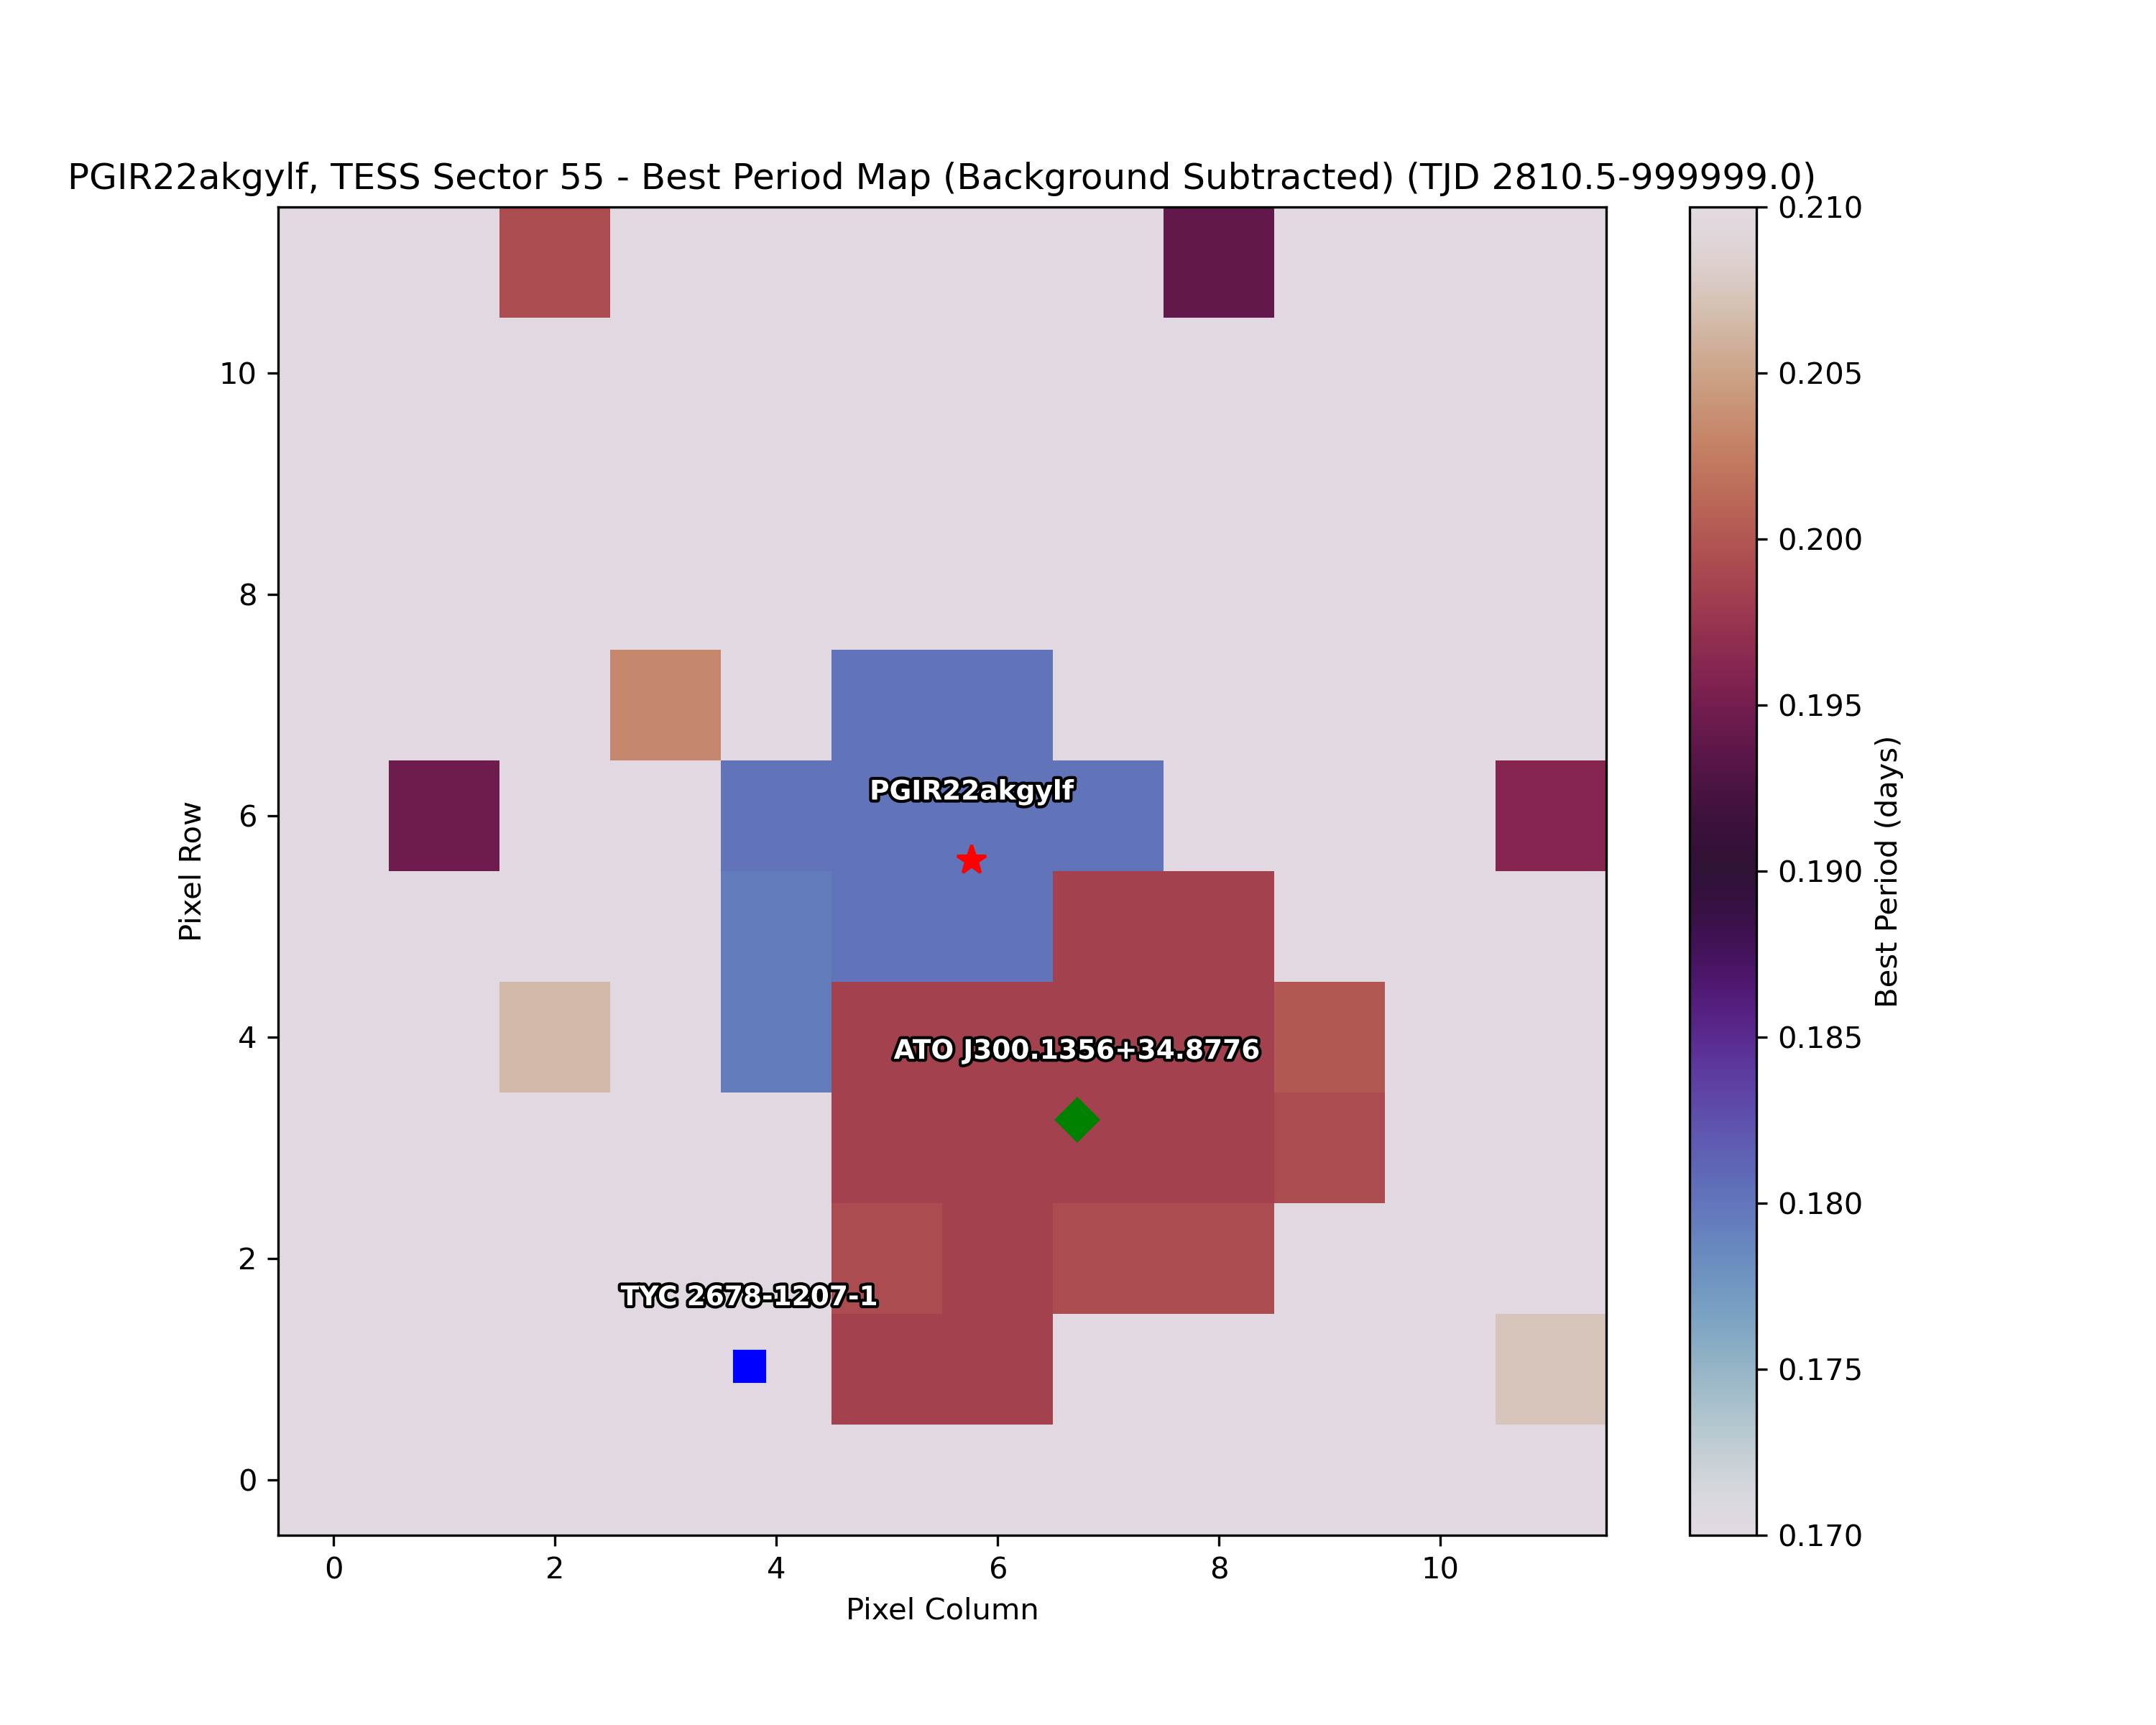 PGIR22akgylf, TESS Sector 55 - Best Period Map (Background Subtracted) (TJD 2810.5-999999.0)
10
8
6
4
2
0
Pixel Row
PGIR22akgylf
ATO J300.1356+34.8776
TYC 2678-1207-1
0 2 4 6 8 10
Pixel Column
0.210
0.205
0.200
0.195
0.190
0.185
0.180
0.175
0.170
Best Period (days)